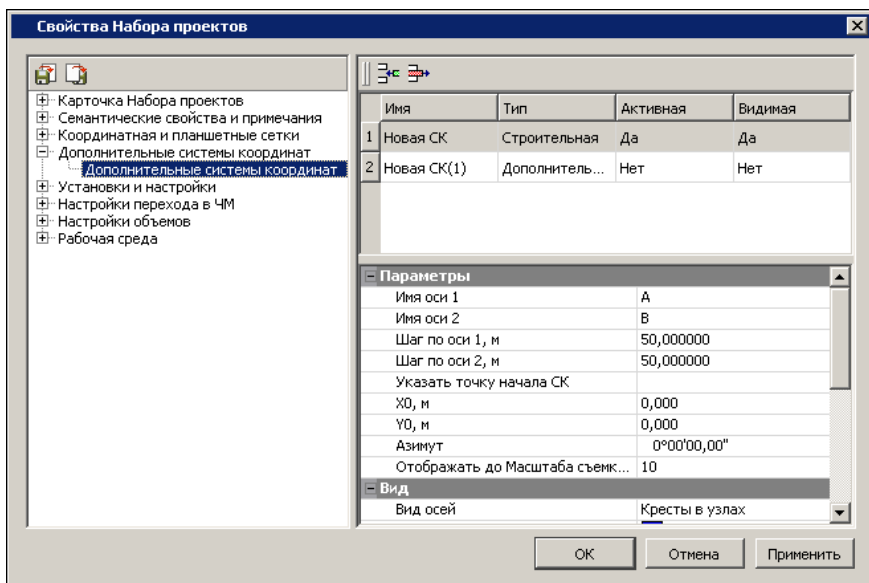 Свойства Набора проектов
Карточка Набора проектов
Семантические свойства и примечания
Координатная и планшетные сетки
Дополнительные системы координат
Дополнительные системы координат
Установки и настройки
Настройки перехода в ЧМ
Настройки объемов
Рабочая среда
Имя Тип Активная Видимая
1 Новая СК Строительная Да Да
2 Новая СК(1) Дополнитель... Нет Нет
Параметры
Имя оси 1 A
Имя оси 2 B
Шаг по оси 1, м 50,000000
Шаг по оси 2, м 50,000000
Указать точку начала СК
X0, м 0,000
Y0, м 0,000
Азимут 0°00'00,00"
Отображать до Масштаба съемк... 10
Вид
Вид осей Кресты в узлах
ОК Отмена Применить